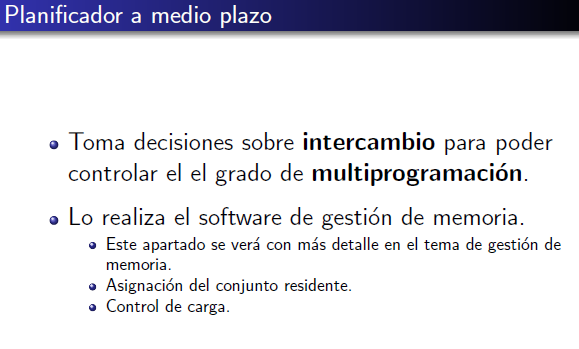 Planificador a medio plazo
Toma decisiones sobre intercambio para poder
controlar el el grado de multiprogramación.
Lo realiza el software de gestión de memoria.
Este apartado se verá con más detalle en el tema de gestión de
memoria.
Asignación del conjunto residente.
Control de carga.